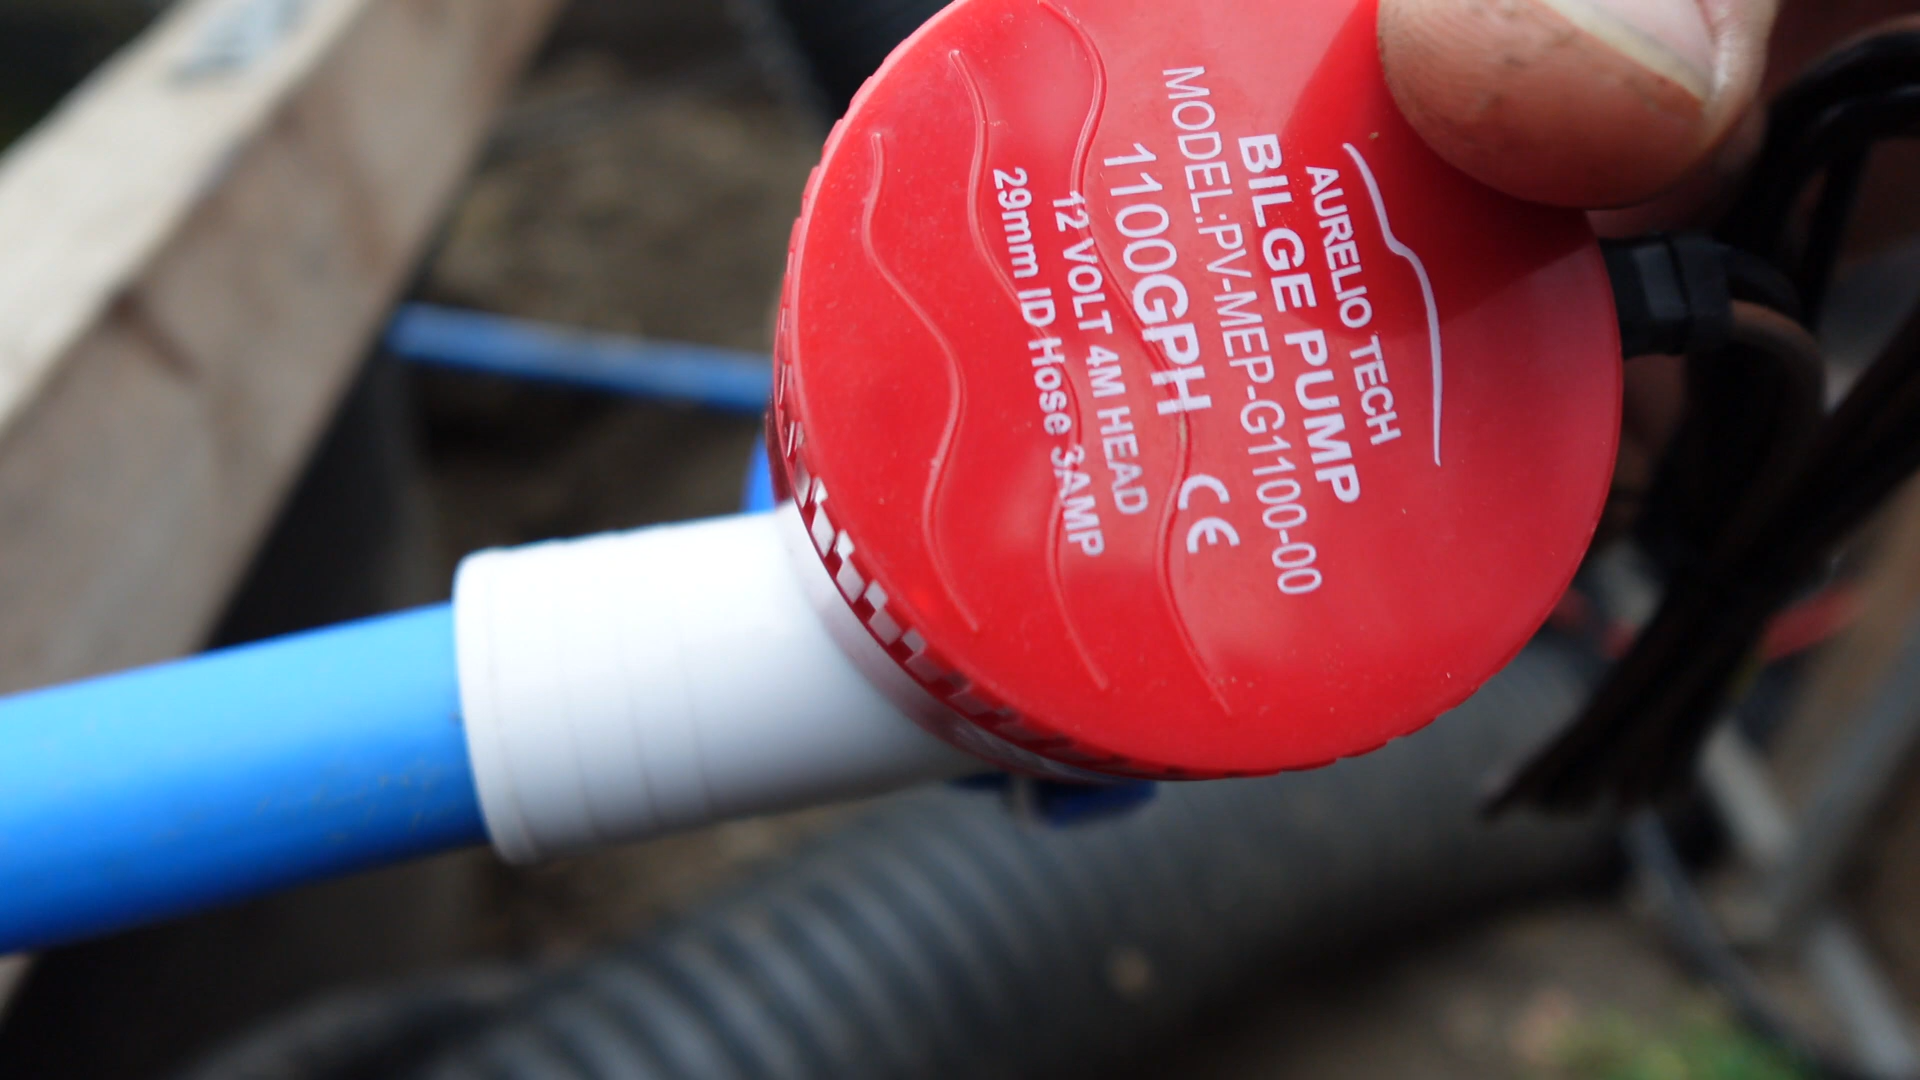 AURELIO TECH
BILGE PUMP
MODEL:PV-MEP-G1100-00
1100GPH CE
12 VOLT 4M HEAD
29mm ID Hose 3AMP